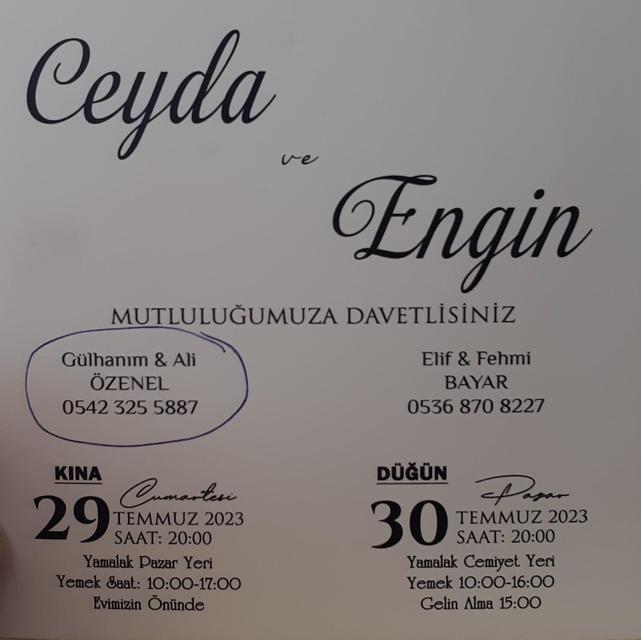 Ceyda
ve
Engin
MUTLULUĞUMUZA DAVETLİSİNİZ
Gülhanım & Ali
ÖZENEL
0542 325 5887
Elif & Fehmi
BAYAR
0536 870 8227
KINA
29 Cumartesi
TEMMUZ 2023
SAAT: 20:00
Yamalak Pazar Yeri
Yemek Saat: 10:00-17:00
Evimizin Önünde
DÜĞÜN
30 Pazar
TEMMUZ 2023
SAAT: 20:00
Yamalak Cemiyet Yeri
Yemek 10:00-16:00
Gelin Alma 15:00